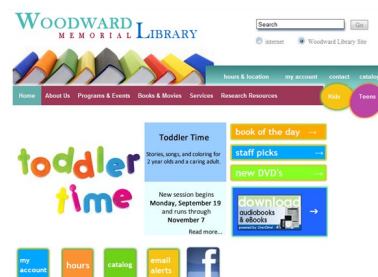 WOODWARD
MEMORIAL LIBRARY
Search
Go
internet
Woodward Library Site
hours & location
my account
contact
catalog
Home
About Us
Programs & Events
Books & Movies
Services
Research Resources
Kids
Teens
toddler
time
Toddler Time
Stories, songs, and coloring for
2 year olds and a caring adult.
New session begins
Monday, September 19
and runs through
November 7
Read more...
book of the day →
staff picks →
new DVD's →
download
audiobooks
& eBooks
→
my
account
hours
catalog
email
alerts
f